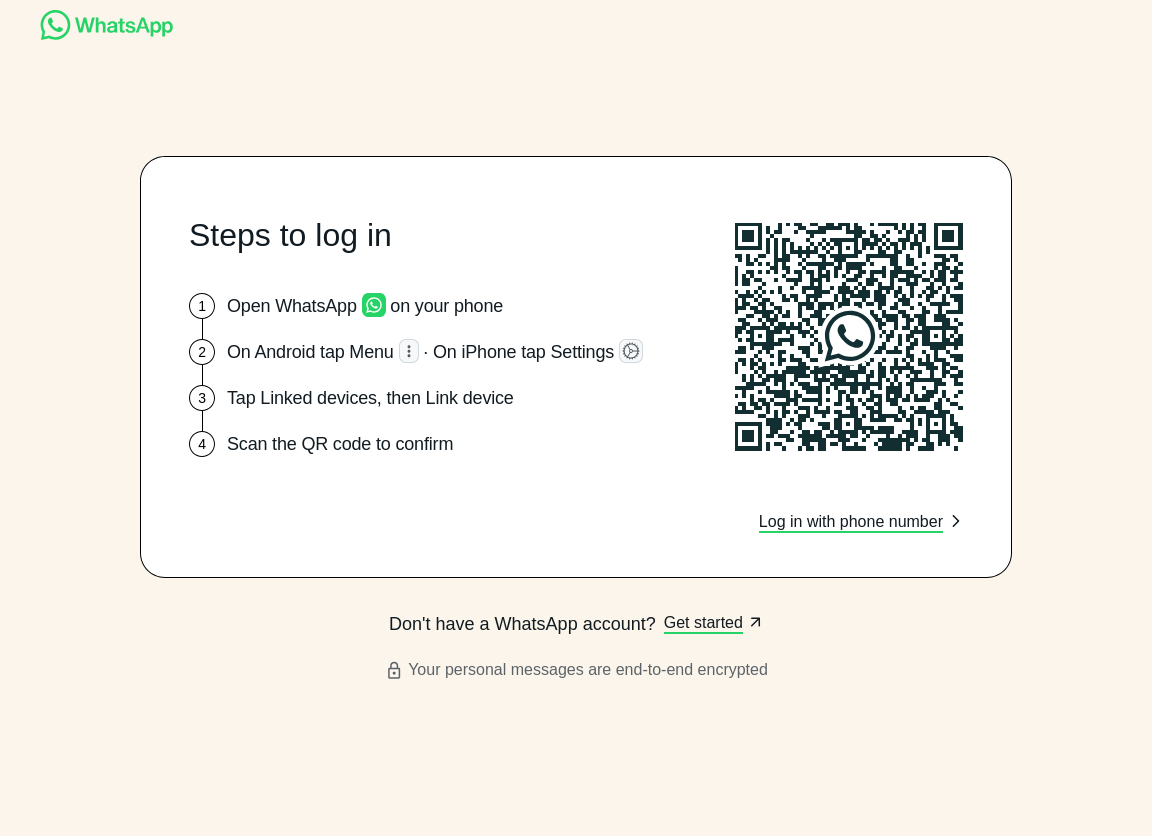 WhatsApp
Steps to log in
1 Open WhatsApp on your phone
2 On Android tap Menu · On iPhone tap Settings
3 Tap Linked devices, then Link device
4 Scan the QR code to confirm
Log in with phone number
Don't have a WhatsApp account? Get started
Your personal messages are end-to-end encrypted